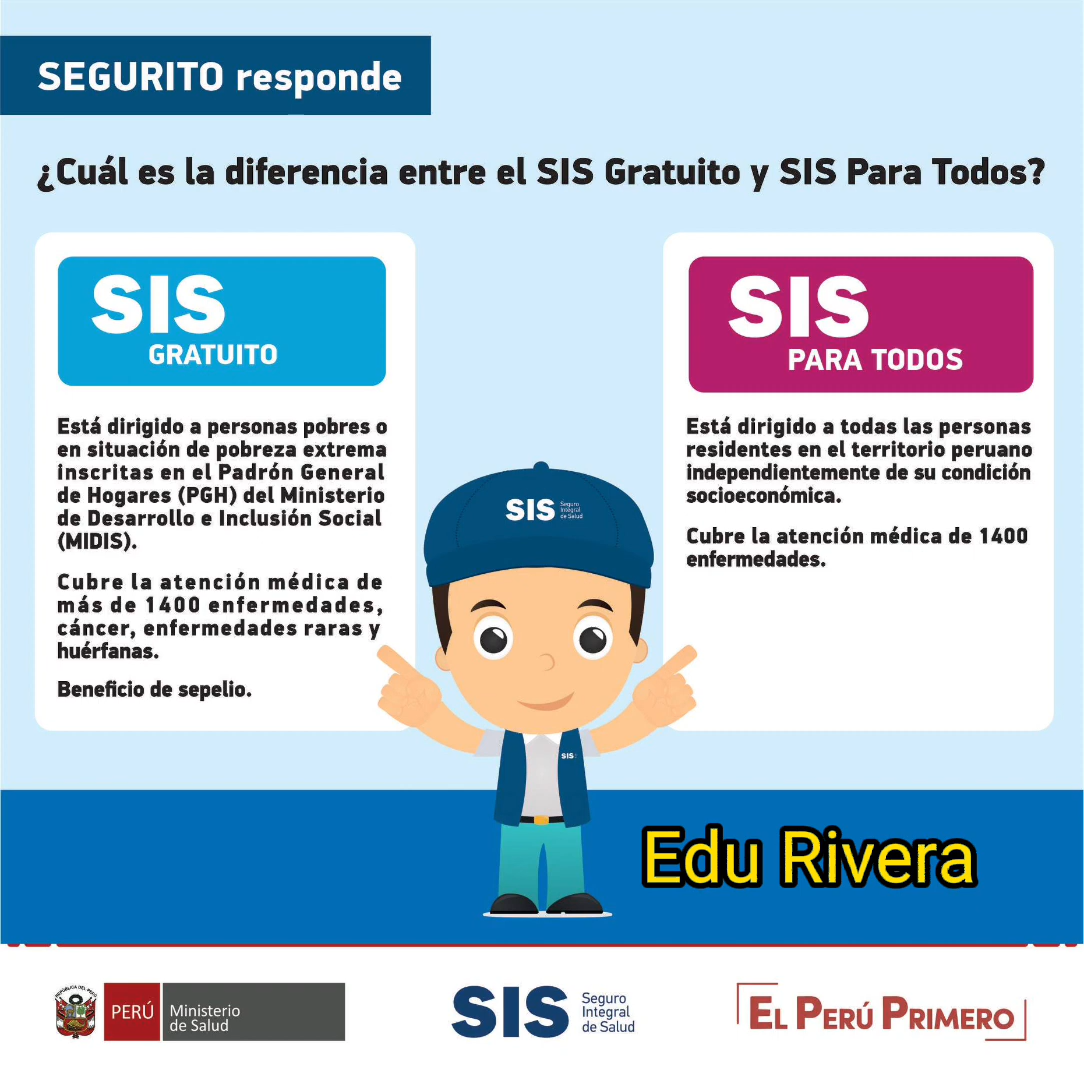 SEGURITO responde
¿Cuál es la diferencia entre el SIS Gratuito y SIS Para Todos?
SIS
GRATUITO
Está dirigido a personas pobres o
en situación de pobreza extrema
inscritas en el Padrón General
de Hogares (PGH) del Ministerio
de Desarrollo e Inclusión Social
(MIDIS).
Cubre la atención médica de
más de 1400 enfermedades,
cáncer, enfermedades raras y
huérfanas.
Beneficio de sepelio.
SIS
PARA TODOS
Está dirigido a todas las personas
residentes en el territorio peruano
independientemente de su condición
socioeconómica.
Cubre la atención médica de 1400
enfermedades.
SIS
Seguro
Integral
de Salud
SIS
Edu Rivera
REPÚBLICA DEL PERÚ
PERÚ
Ministerio
de Salud
SIS
Seguro
Integral
de Salud
EL PERÚ PRIMERO